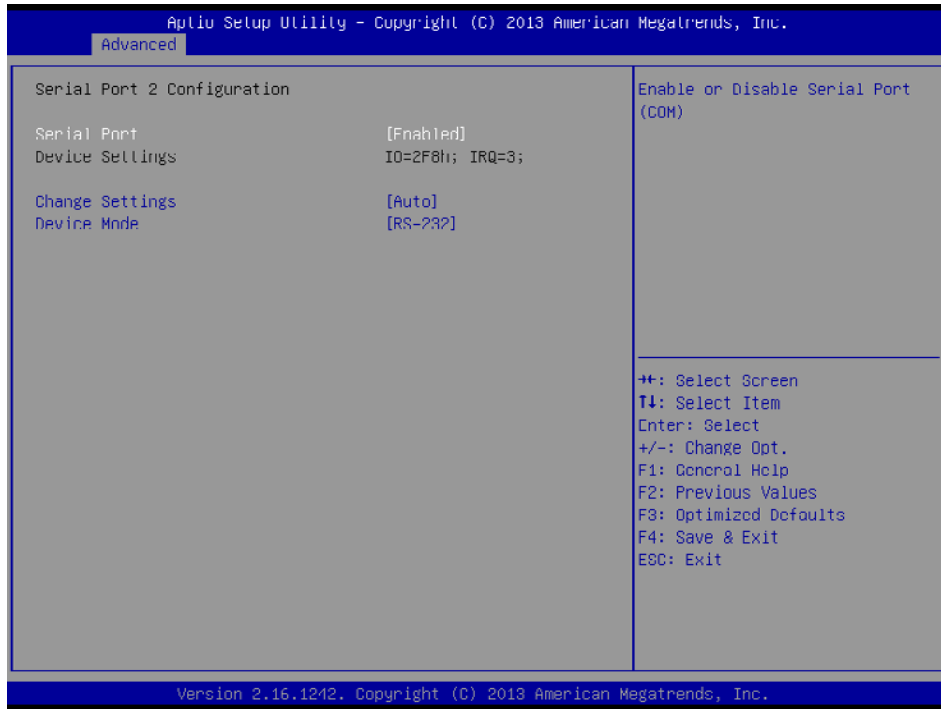 Aptio Setup Utility – Copyright (C) 2013 American Megatrends, Inc.
Advanced
Serial Port 2 Configuration
Serial Port [Enabled]
Device Settings IO=2F8h; IRQ=3;
Change Settings [Auto]
Device Mode [RS-232]
Enable or Disable Serial Port
(COM)
→←: Select Screen
↑↓: Select Item
Enter: Select
+/-: Change Opt.
F1: General Help
F2: Previous Values
F3: Optimized Defaults
F4: Save & Exit
ESC: Exit
Version 2.16.1242. Copyright (C) 2013 American Megatrends, Inc.